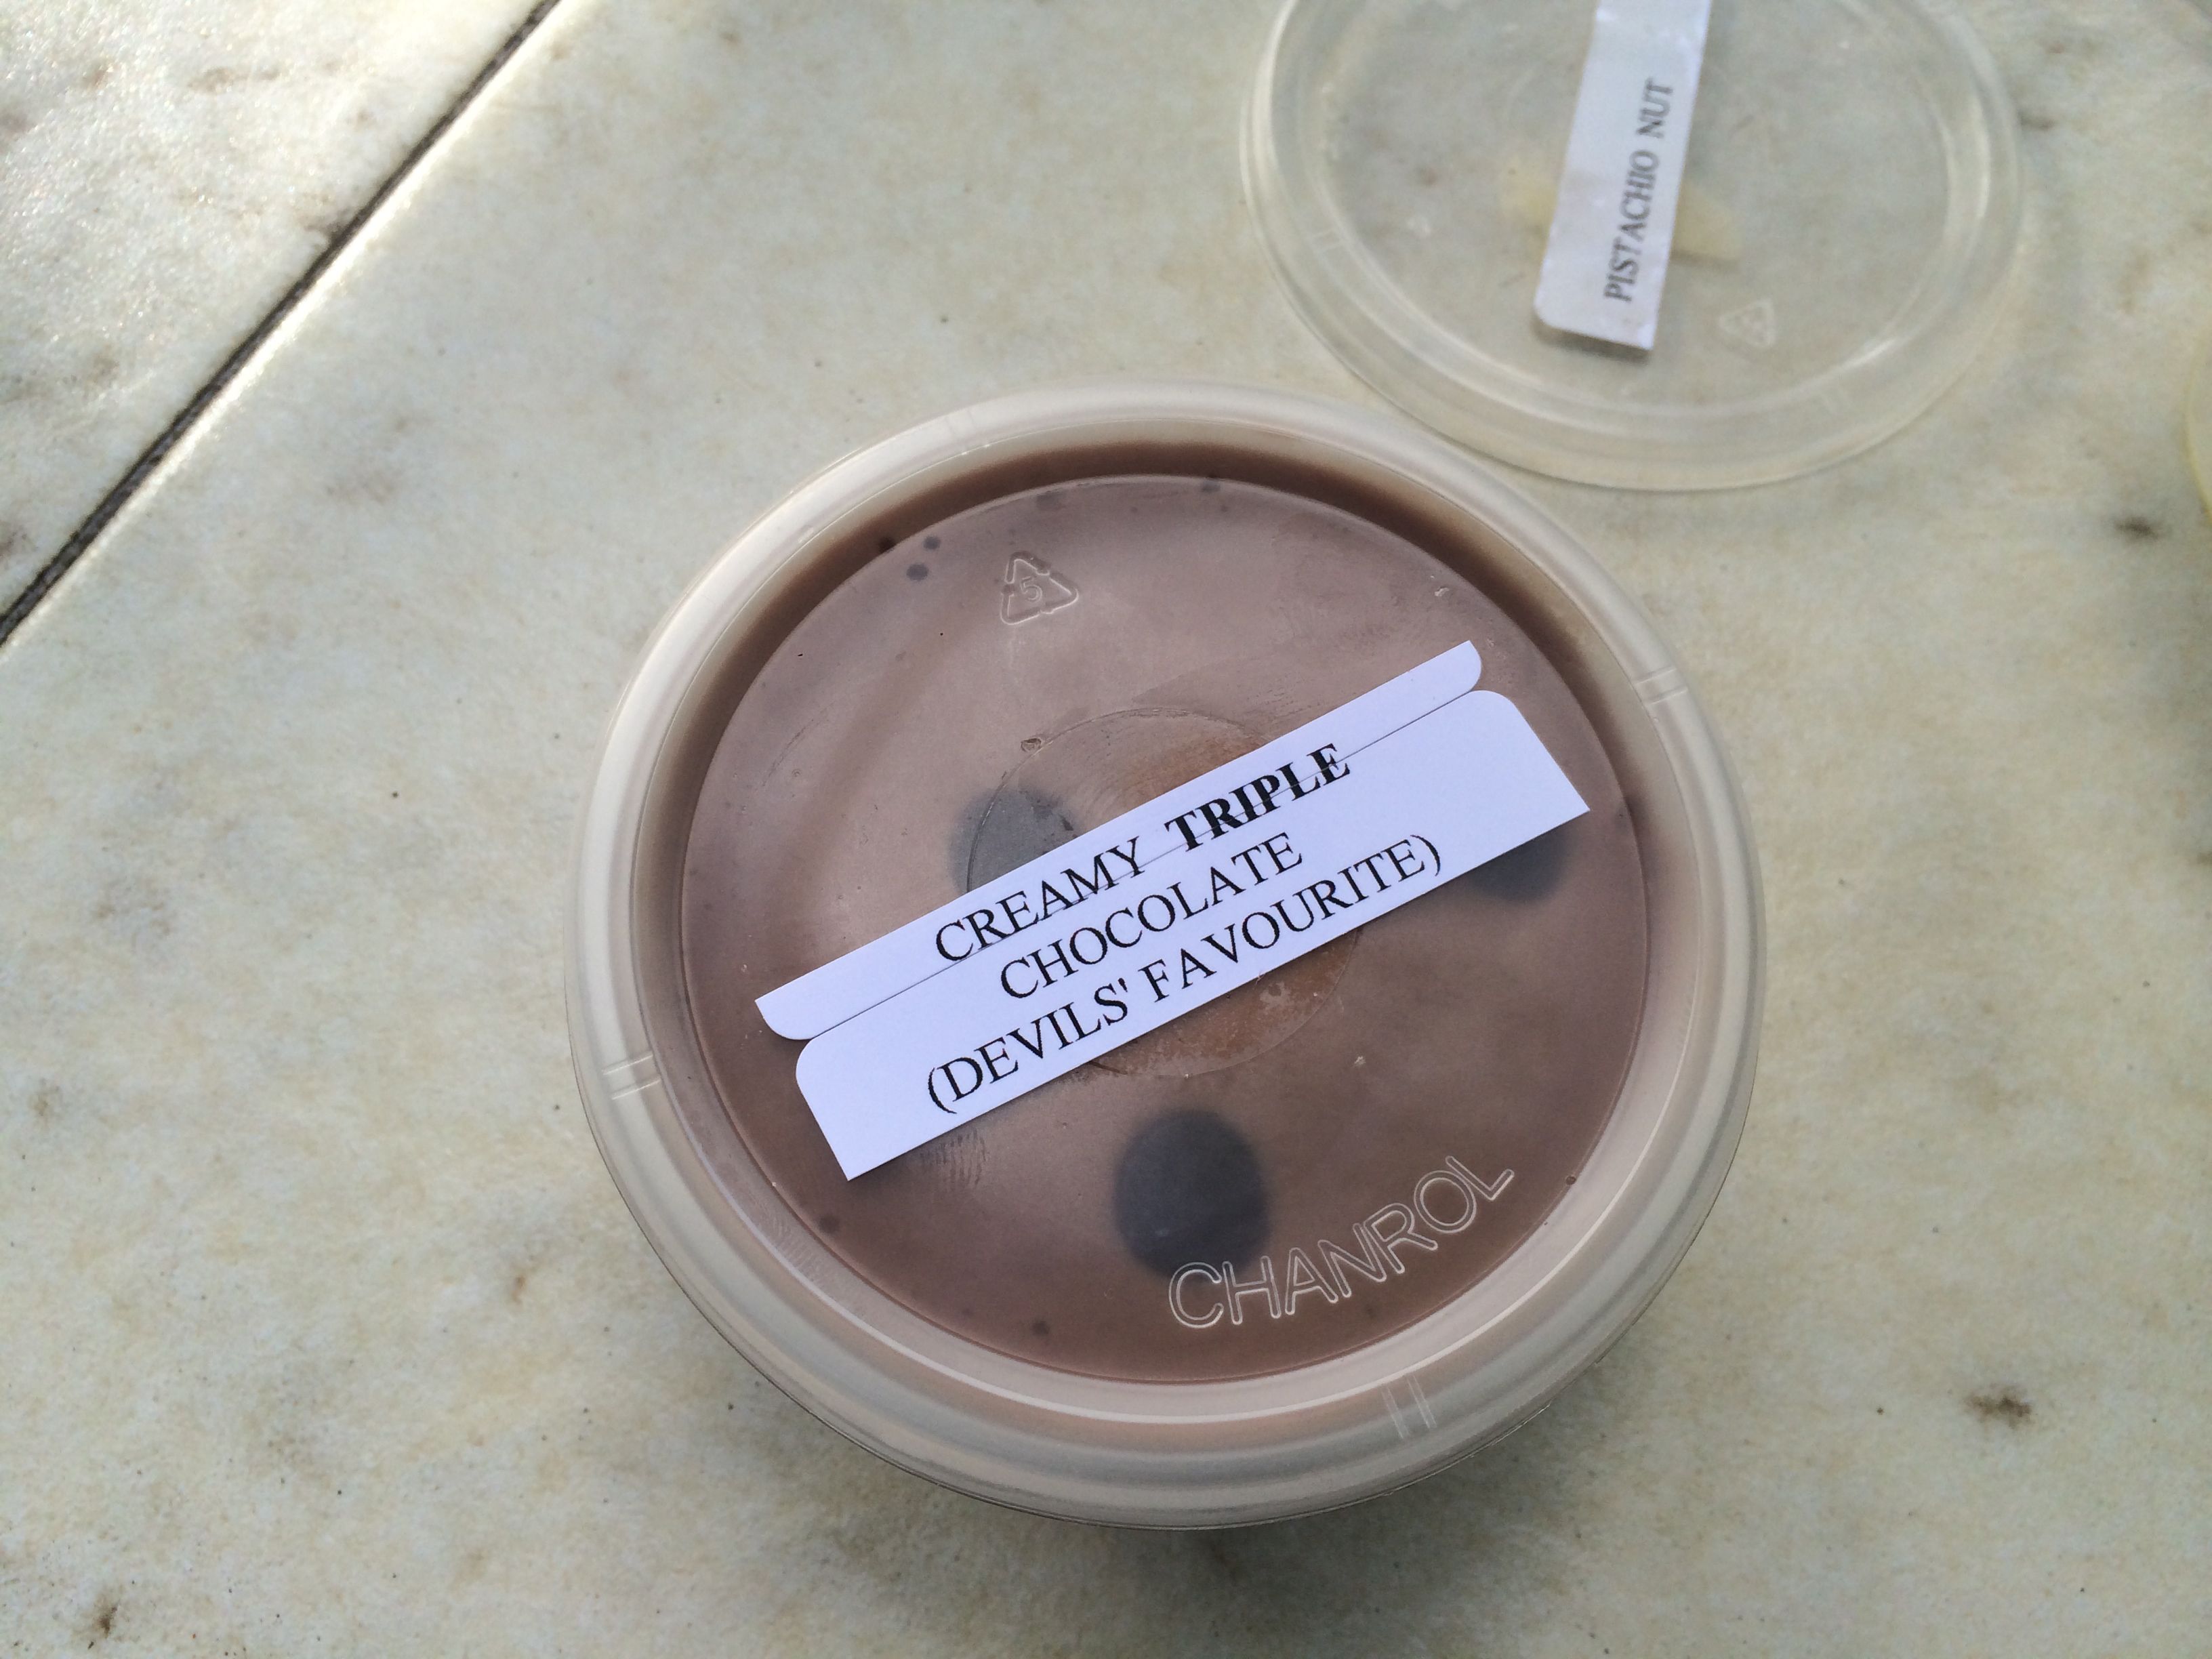 PISTACHIO NUT
5
CREAMY TRIPLE
CHOCOLATE
(DEVILS' FAVOURITE)
CHANROL